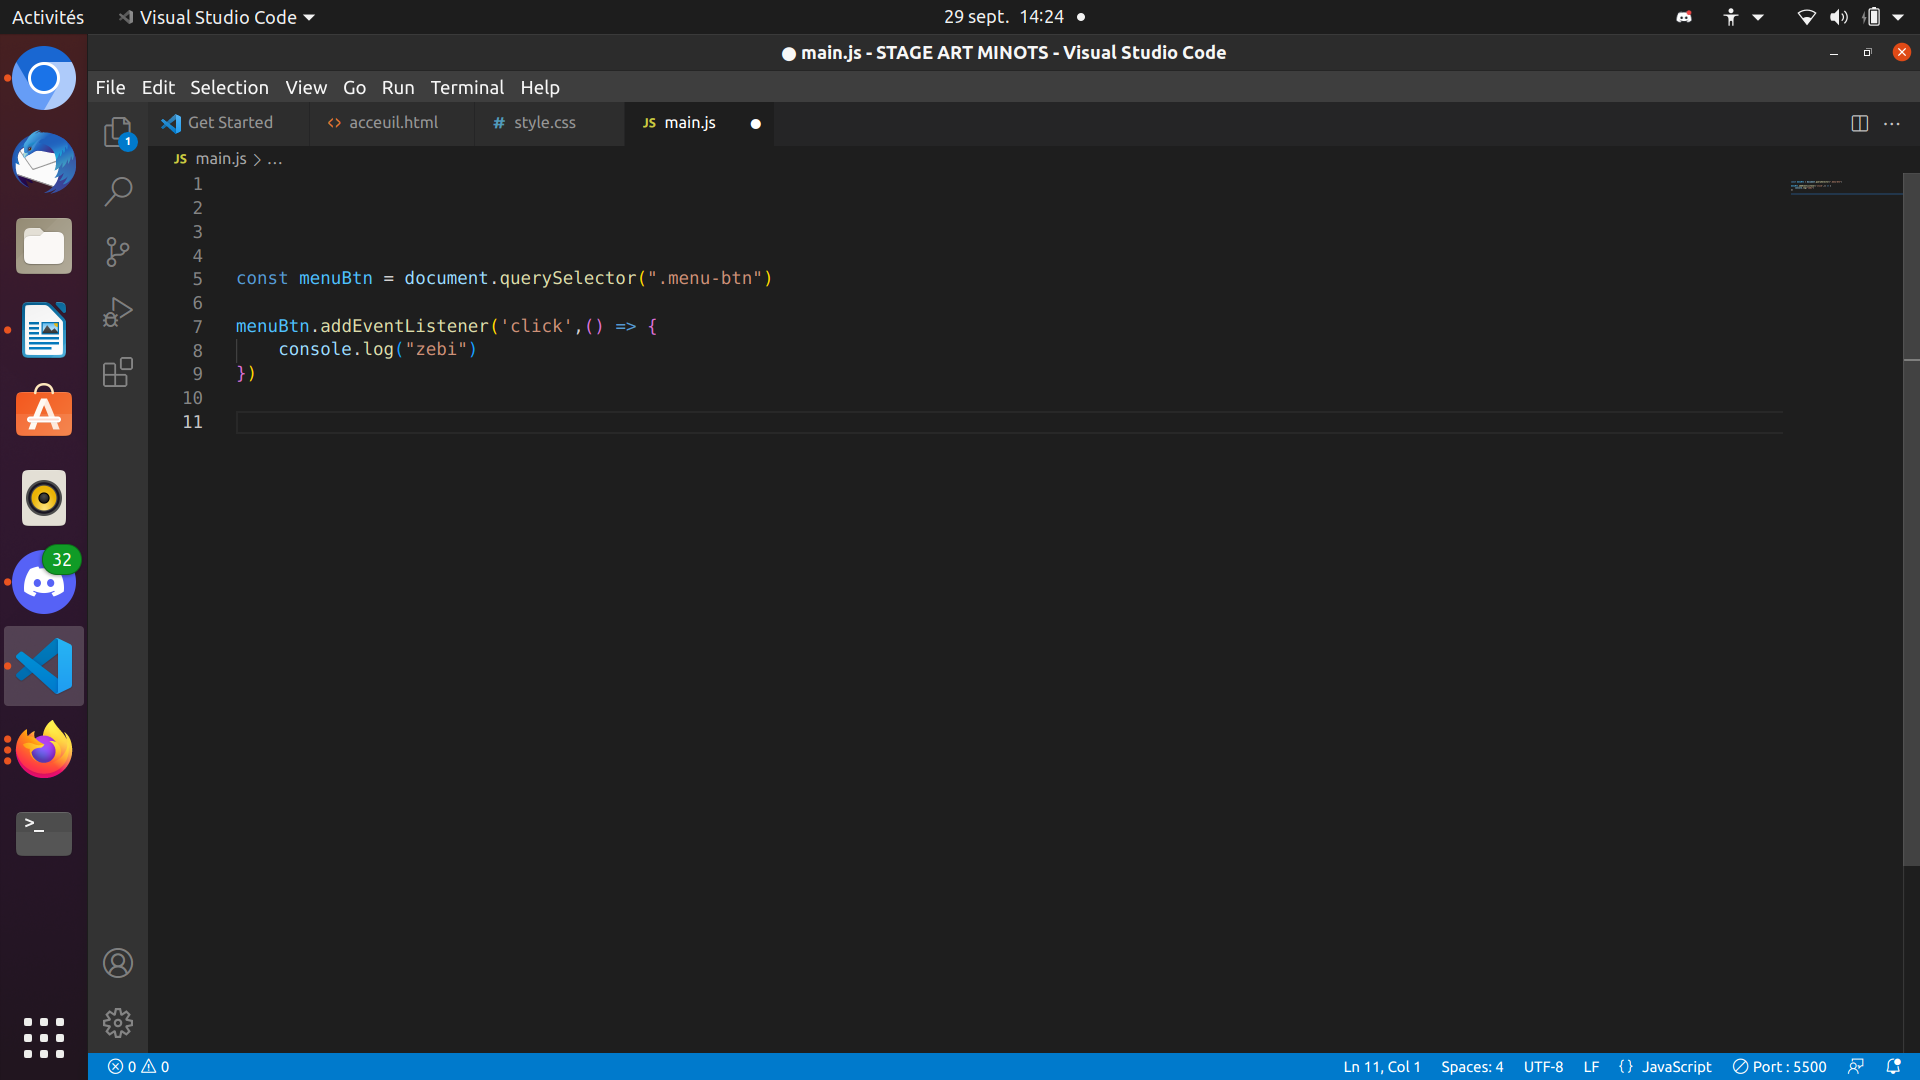 Activités Visual Studio Code 29 sept. 14:24
main.js - STAGE ART MINOTS - Visual Studio Code
File Edit Selection View Go Run Terminal Help
Get Started <> acceuil.html # style.css JS main.js ...
1
JS main.js > ...
1
2
3
4
5 const menuBtn = document.querySelector(".menu-btn")
6
7 menuBtn.addEventListener('click',() => {
8 console.log("zebi")
9 })
10
11
32
>_
0 0 Ln 11, Col 1 Spaces: 4 UTF-8 LF {} JavaScript Port : 5500